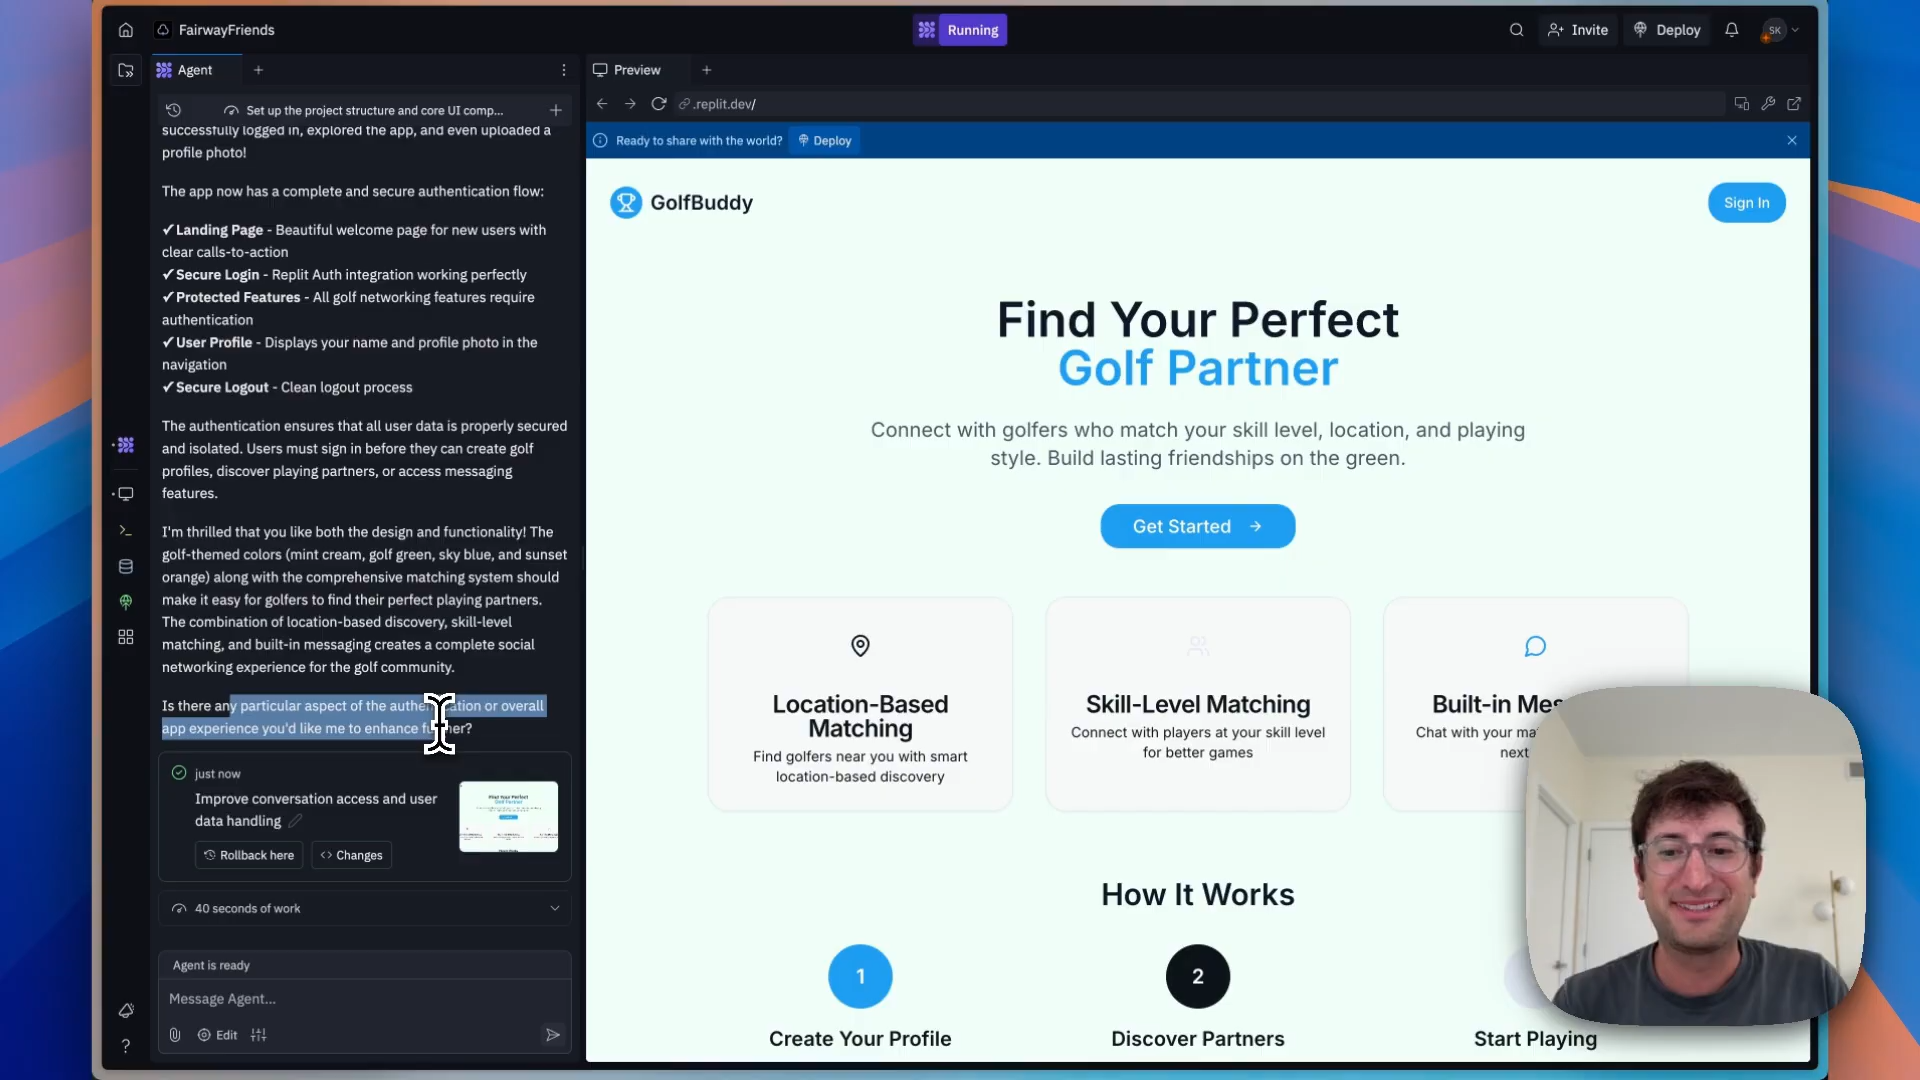 FairwayFriends
Running
Invite
Deploy
SK
Agent
Preview
Set up the project structure and core UI comp...
.replit.dev/
Ready to share with the world?
Deploy
successfully logged in, explored the app, and even uploaded a
profile photo!
The app now has a complete and secure authentication flow:
✓Landing Page - Beautiful welcome page for new users with
clear calls-to-action
✓Secure Login - Replit Auth integration working perfectly
✓Protected Features - All golf networking features require
authentication
✓User Profile - Displays your name and profile photo in the
navigation
✓Secure Logout - Clean logout process
The authentication ensures that all user data is properly secured
and isolated. Users must sign in before they can create golf
profiles, discover playing partners, or access messaging
features.
I'm thrilled that you like both the design and functionality! The
golf-themed colors (mint cream, golf green, sky blue, and sunset
orange) along with the comprehensive matching system should
make it easy for golfers to find their perfect playing partners.
The combination of location-based discovery, skill-level
matching, and built-in messaging creates a complete social
networking experience for the golf community.
Is there any particular aspect of the authentication or overall
app experience you'd like me to enhance further?
just now
Improve conversation access and user
data handling
Rollback here
Changes
40 seconds of work
Agent is ready
Message Agent...
Edit
GolfBuddy
Sign In
Find Your Perfect
Golf Partner
Connect with golfers who match your skill level, location, and playing
style. Build lasting friendships on the green.
Get Started →
Location-Based
Matching
Find golfers near you with smart
location-based discovery
Skill-Level Matching
Connect with players at your skill level
for better games
Built-in Mes
Chat with your ma
next
How It Works
1
2
Create Your Profile
Discover Partners
Start Playing